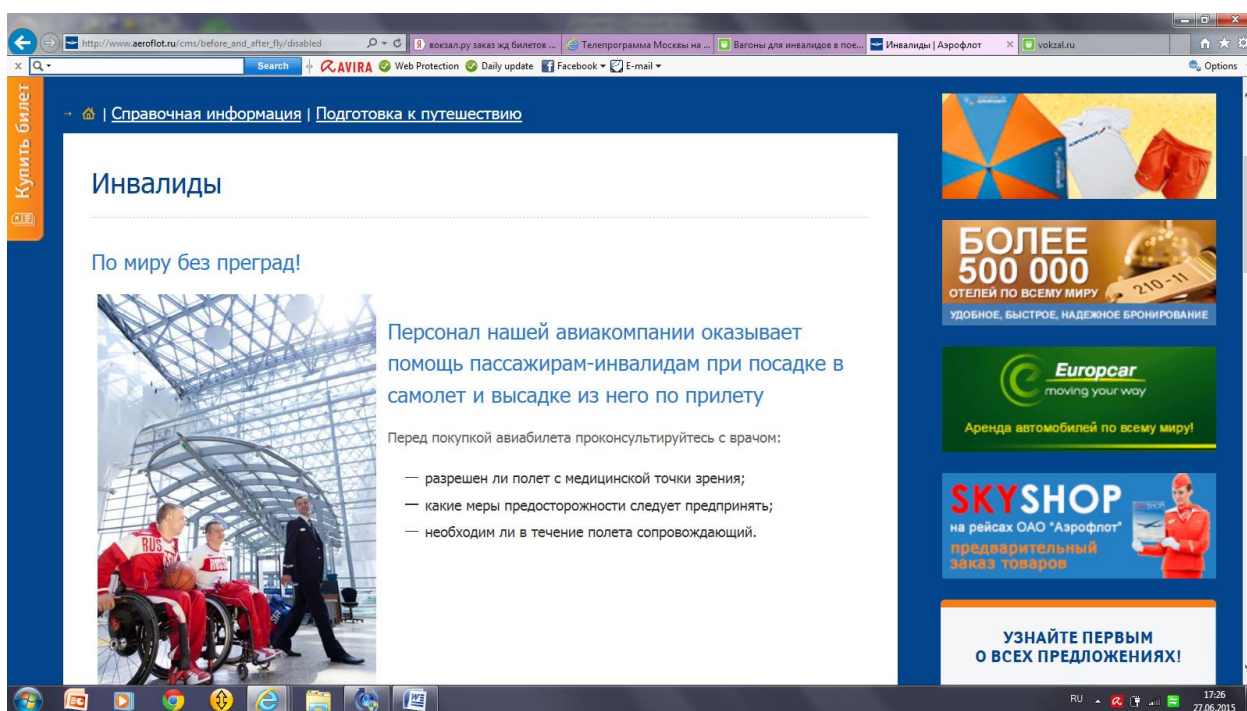 http://www.aeroflot.ru/cms/before_and_after_fly/disabled
вокзал.ру заказ жд билетов ...
Телепрограмма Москвы на ...
Вагоны для инвалидов в пое...
Инвалиды | Аэрофлот
vokzal.ru
Search
AVIRA
Web Protection
Daily update
Facebook
E-mail
Options
Купить билет
| Справочная информация | Подготовка к путешествию
Инвалиды
По миру без преград!
RUS
Персонал нашей авиакомпании оказывает
помощь пассажирам-инвалидам при посадке в
самолет и высадке из него по прилету
Перед покупкой авиабилета проконсультируйтесь с врачом:
— разрешен ли полет с медицинской точки зрения;
— какие меры предосторожности следует предпринять;
— необходим ли в течение полета сопровождающий.
БОЛЕЕ
500 000
ОТЕЛЕЙ ПО ВСЕМУ МИРУ
210-11
УДОБНОЕ, БЫСТРОЕ, НАДЕЖНОЕ БРОНИРОВАНИЕ
Europcar
moving your way
Аренда автомобилей по всему миру!
SKYSHOP
на рейсах ОАО "Аэрофлот"
предварительный
заказ товаров
УЗНАЙТЕ ПЕРВЫМ
О ВСЕХ ПРЕДЛОЖЕНИЯХ!
RU
17:26
27.06.2015